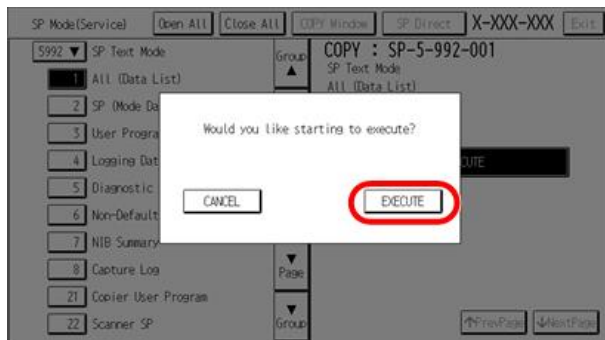 SP Mode(Service) Open All Close All COPY Window SP Direct X-XXX-XXX Exit
5992 ▼ SP Text Mode
1 All (Data List)
2 SP (Mode Da
3 User Progra
4 Logging Dat
5 Diagnostic
6 Non-Default
7 NIB Summary
8 Capture Log
21 Copier User Program
22 Scanner SP
Group
▲
▼
Page
▼
Group
COPY : SP-5-992-001
SP Text Mode
All (Data List)
CUTE
Would you like starting to execute?
CANCEL EXECUTE
↑PrevPage ↓NextPage